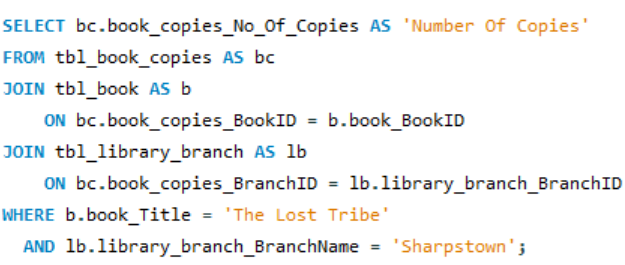 SELECT bc.book_copies_No_Of_Copies AS 'Number Of Copies'
FROM tbl_book_copies AS bc
JOIN tbl_book AS b
    ON bc.book_copies_BookID = b.book_BookID
JOIN tbl_library_branch AS lb
    ON bc.book_copies_BranchID = lb.library_branch_BranchID
WHERE b.book_Title = 'The Lost Tribe'
  AND lb.library_branch_BranchName = 'Sharpstown';